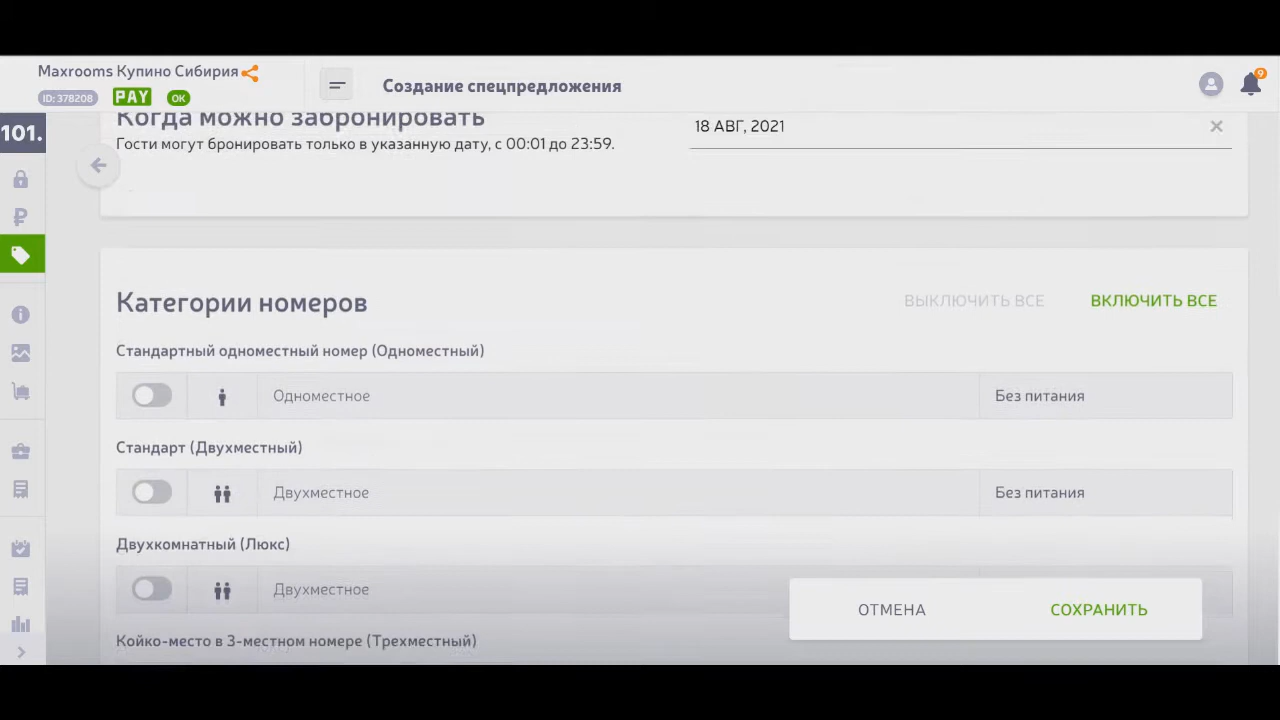 Maxrooms Купино Сибирия
ID: 378208 PAY OK
Создание спецпредложения
9
101.
Когда можно забронировать
18 АВГ, 2021
Гости могут бронировать только в указанную дату, с 00:01 до 23:59.
Категории номеров
ВЫКЛЮЧИТЬ ВСЕ
ВКЛЮЧИТЬ ВСЕ
Стандартный одноместный номер (Одноместный)
Одноместное
Без питания
Стандарт (Двухместный)
Двухместное
Без питания
Двухкомнатный (Люкс)
Двухместное
ОТМЕНА
СОХРАНИТЬ
Койко-место в 3-местном номере (Трехместный)